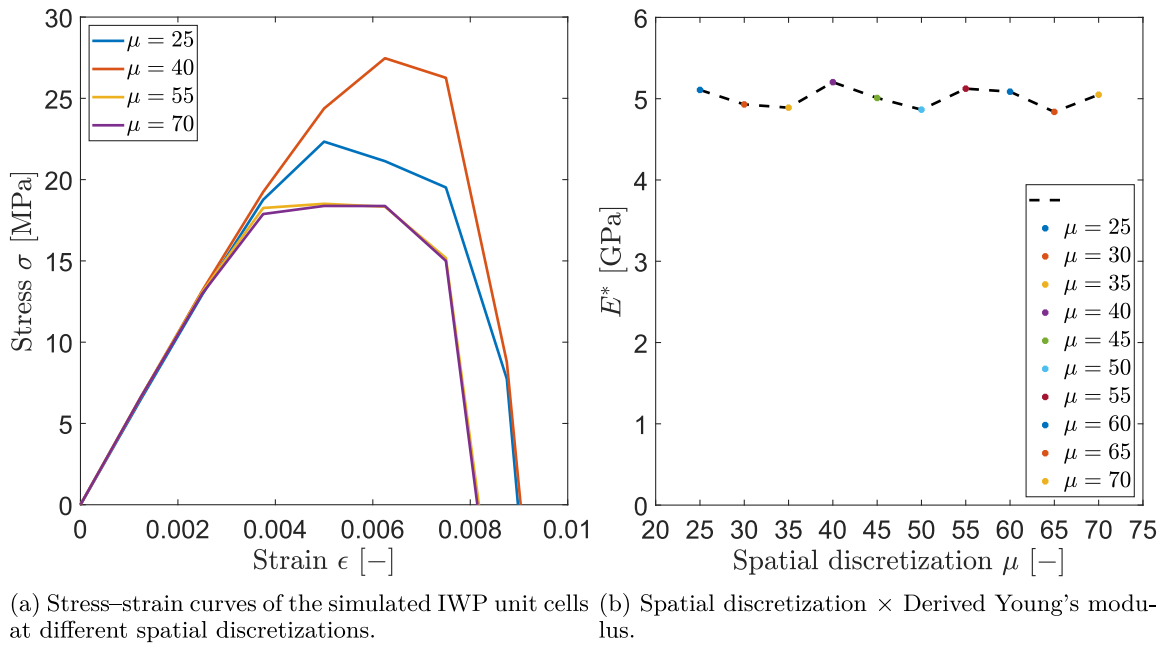 30
25
20
15
10
5
0
Stress σ [MPa]
μ = 25
μ = 40
μ = 55
μ = 70
0 0.002 0.004 0.006 0.008 0.01
Strain ϵ [−]
(a) Stress–strain curves of the simulated IWP unit cells
at different spatial discretizations.
6
5
4
3
2
1
0
E* [GPa]
μ = 25
μ = 30
μ = 35
μ = 40
μ = 45
μ = 50
μ = 55
μ = 60
μ = 65
μ = 70
20 25 30 35 40 45 50 55 60 65 70 75
Spatial discretization μ [−]
(b) Spatial discretization × Derived Young's modu-
lus.